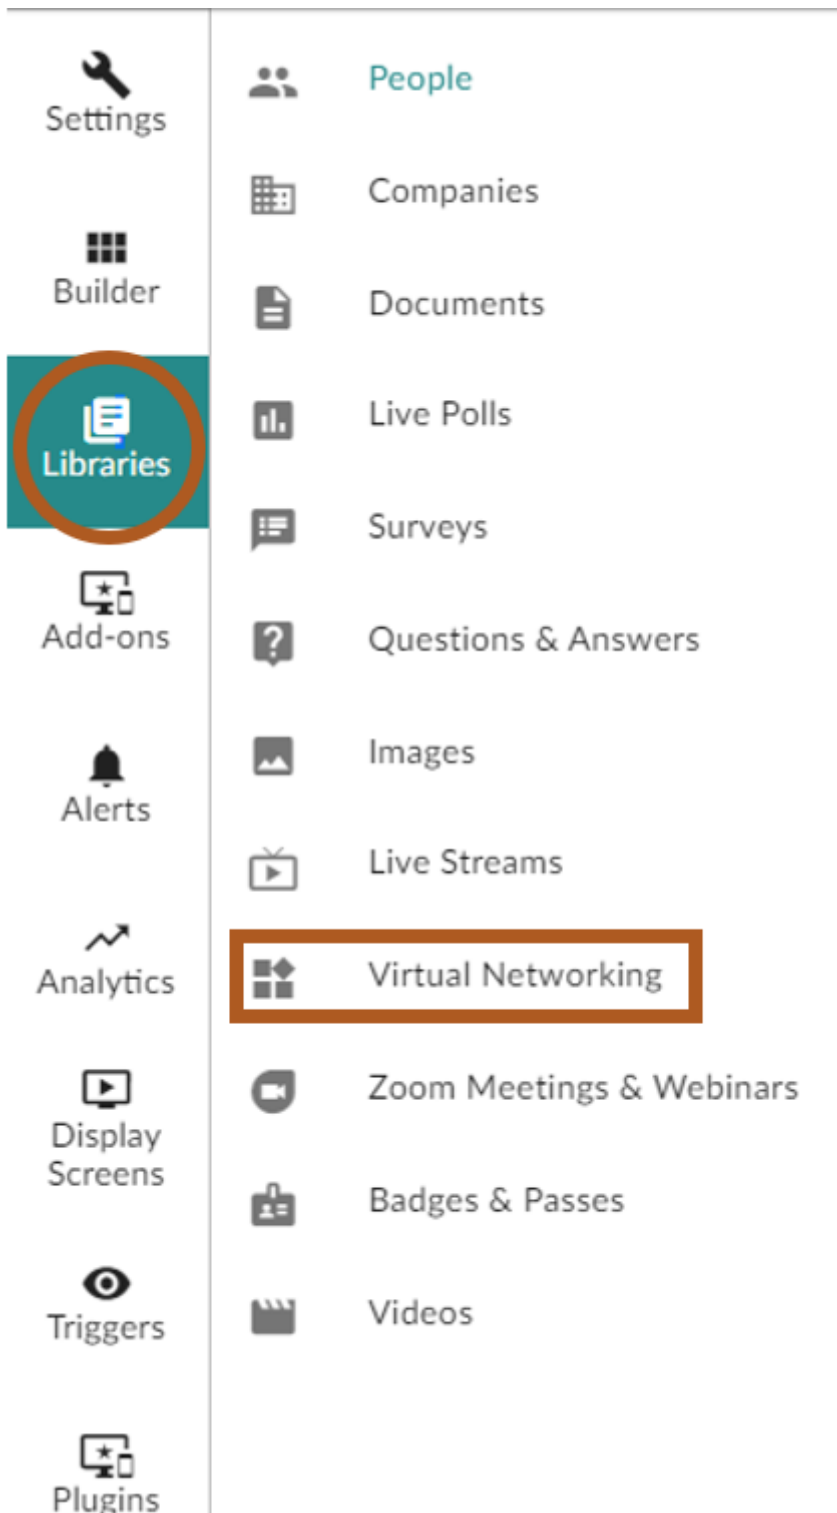 Settings
Builder
Libraries
Add-ons
Alerts
Analytics
Display
Screens
Triggers
Plugins
People
Companies
Documents
Live Polls
Surveys
Questions & Answers
Images
Live Streams
Virtual Networking
Zoom Meetings & Webinars
Badges & Passes
Videos